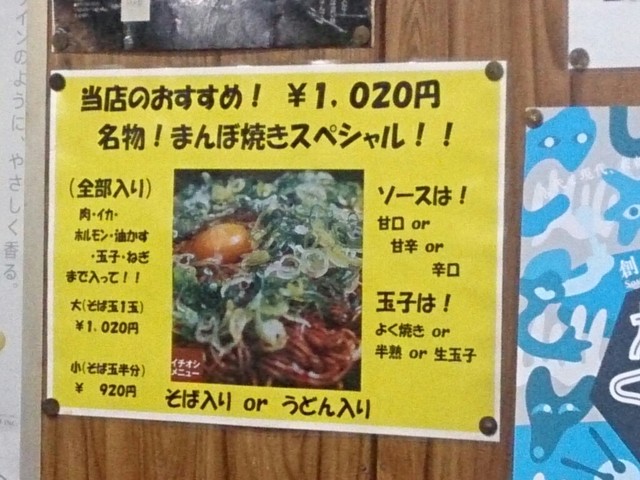 インのように、やさしく香る。
当店のおすすめ！ ￥1,020円
名物！まんぼ焼きスペシャル！！
(全部入り)
肉・イカ・
ホルモン・油かす
・玉子・ねぎ
まで入って！！
大(そば玉1玉)
￥1,020円
小(そば玉半分)
￥ 920円
イチオシ
メニュー
ソースは！
甘口 or
甘辛 or
辛口
玉子は！
よく焼き or
半熟 or 生玉子
そば入り or うどん入り